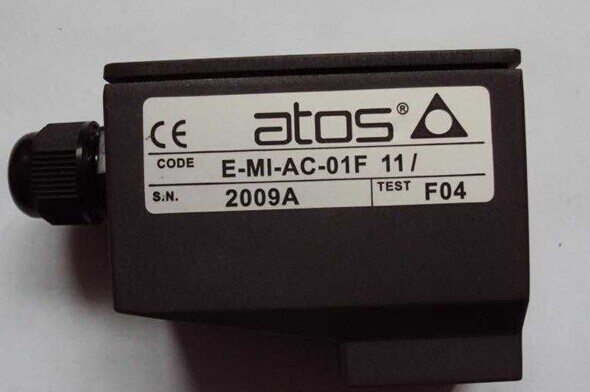 CE atos®
CODE E-MI-AC-01F 11 /
S.N. 2009A TEST F04